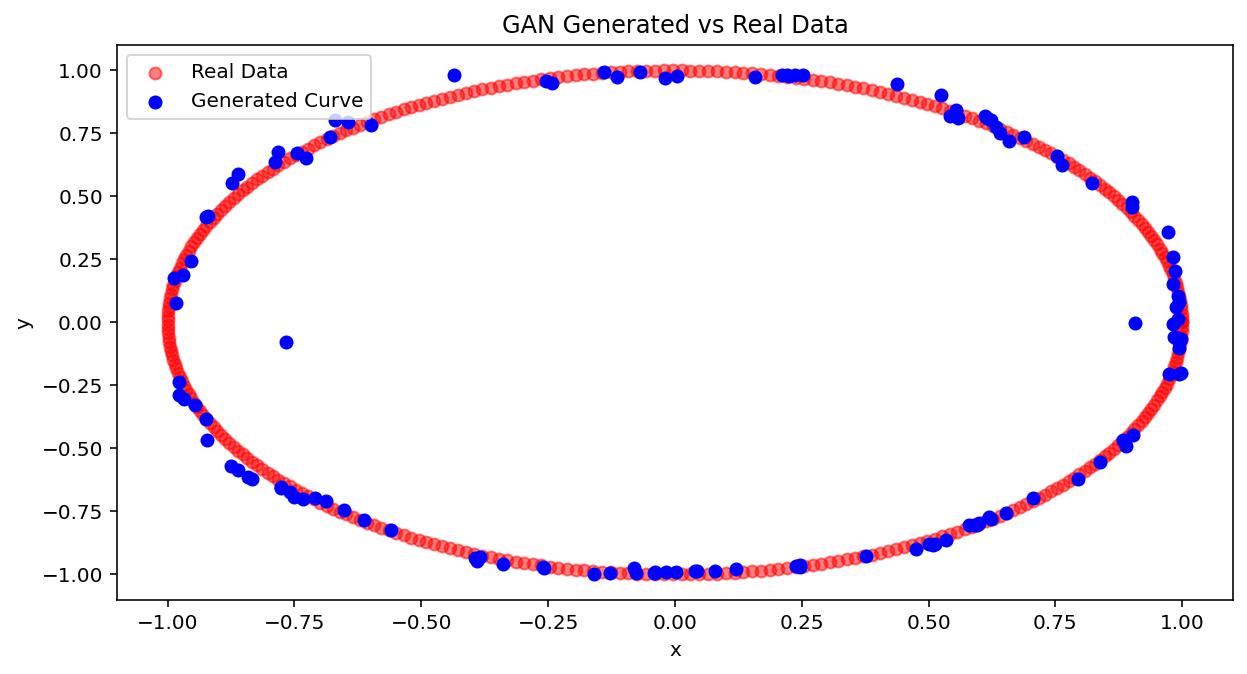 GAN Generated vs Real Data
Real Data
Generated Curve
1.00
0.75
0.50
0.25
0.00
−0.25
−0.50
−0.75
−1.00
y
−1.00 −0.75 −0.50 −0.25 0.00 0.25 0.50 0.75 1.00
x